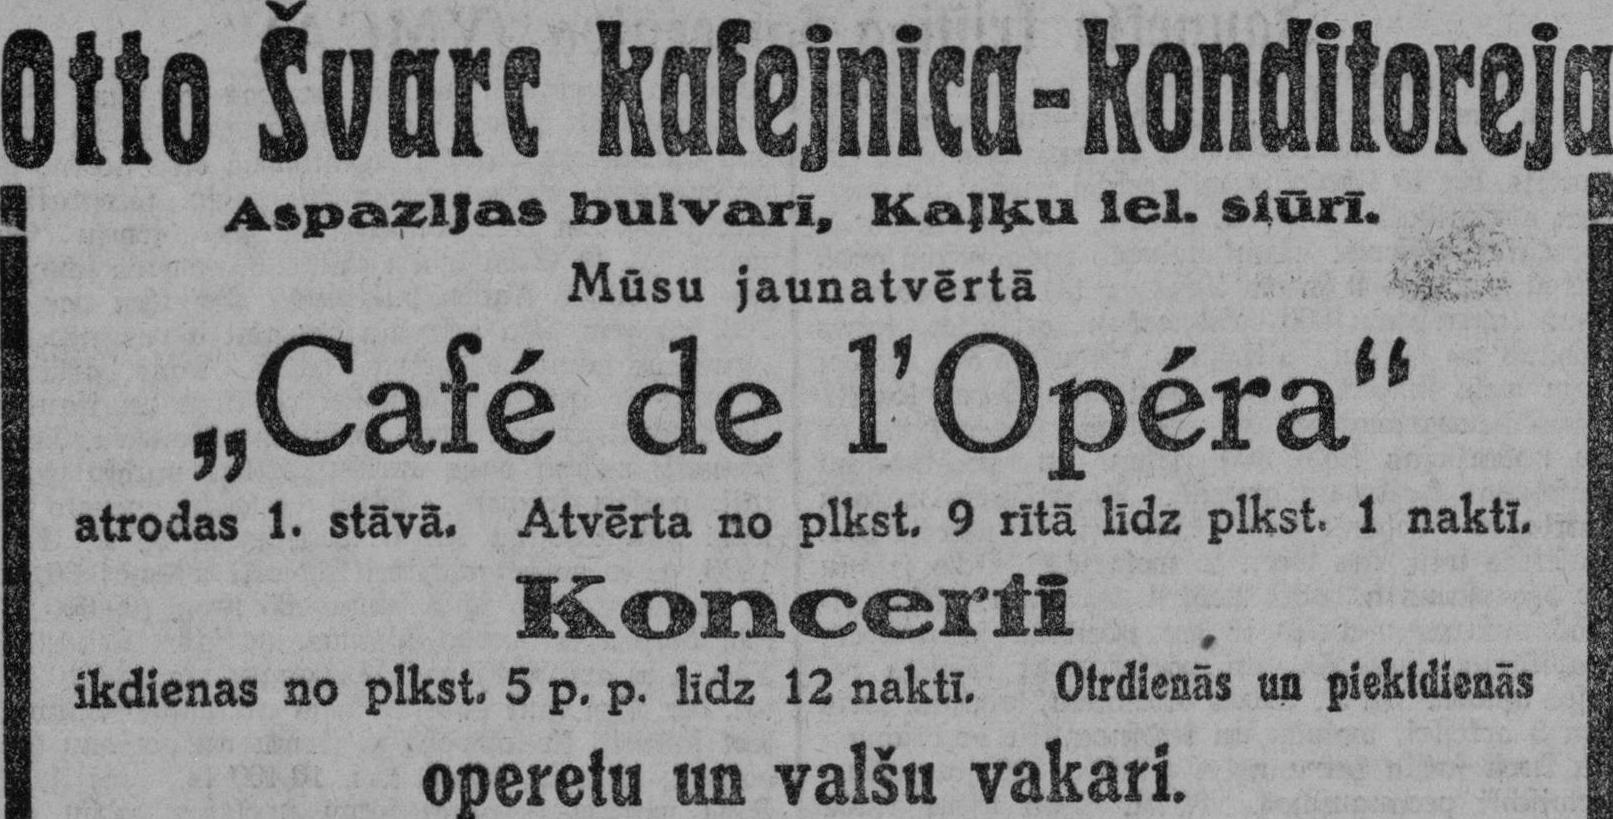 Otto Švarc kafejnica-konditoreja
Aspazijas bulvarī, Kaļķu iel. stūrī.
Mūsu jaunatvērtā
„Café de l'Opéra“
atrodas 1. stāvā. Atvērta no plkst. 9 rītā līdz plkst. 1 naktī.
Koncerti
ikdienas no plkst. 5 p. p. līdz 12 naktī. Otrdienās un piektdienās
operetu un valšu vakari.